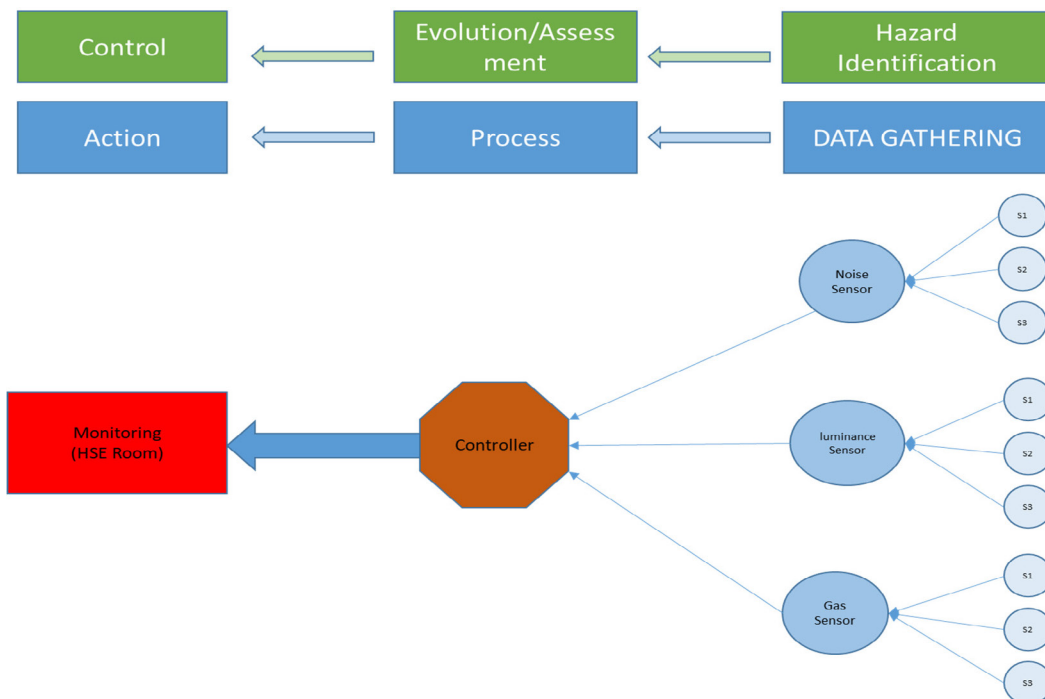 Control
Evolution/Assess
ment
Hazard
Identification
Action
Process
DATA GATHERING
S1
S2
S3
Noise
Sensor
S1
S2
S3
luminance
Sensor
Controller
Monitoring
(HSE Room)
S1
S2
S3
Gas
Sensor